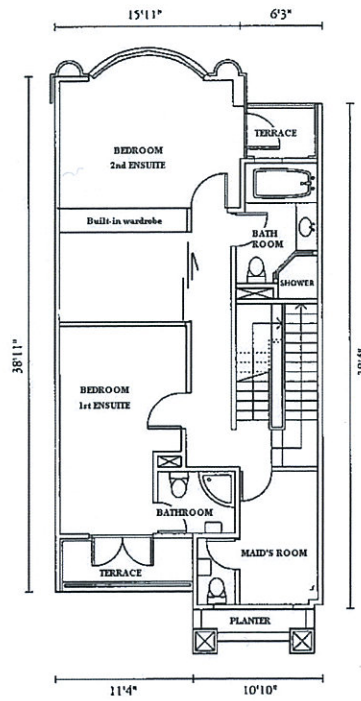 15'11"
6'3"
TERRACE
BEDROOM
2nd ENSUITE
Built-in wardrobe
BATH
ROOM
SHOWER
38'11"
BEDROOM
1st ENSUITE
BATHROOM
MAID'S ROOM
TERRACE
PLANTER
11'4"
10'10"